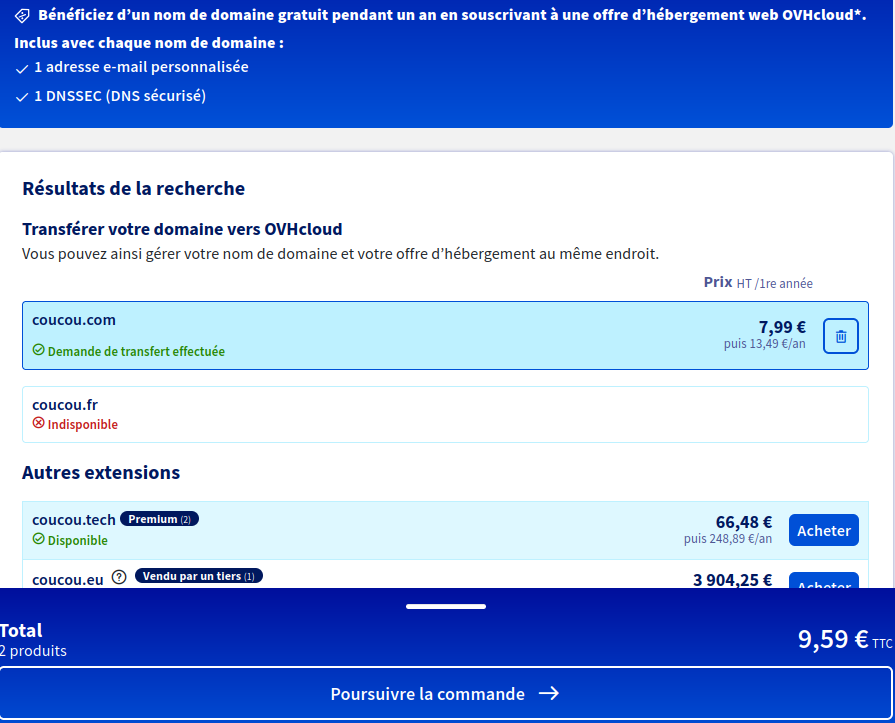 Bénéficiez d’un nom de domaine gratuit pendant un an en souscrivant à une offre d’hébergement web OVHcloud*.
Inclus avec chaque nom de domaine :
1 adresse e-mail personnalisée
1 DNSSEC (DNS sécurisé)
Résultats de la recherche
Transférer votre domaine vers OVHcloud
Vous pouvez ainsi gérer votre nom de domaine et votre offre d’hébergement au même endroit.
Prix HT /1re année
coucou.com
7,99 €
puis 13,49 €/an
Demande de transfert effectuée
coucou.fr
Indisponible
Autres extensions
coucou.tech Premium (2)
66,48 €
puis 248,89 €/an
Acheter
Disponible
coucou.eu ? Vendu par un tiers (1)
3 904,25 €
Acheter
Total
2 produits
9,59 € TTC
Poursuivre la commande →